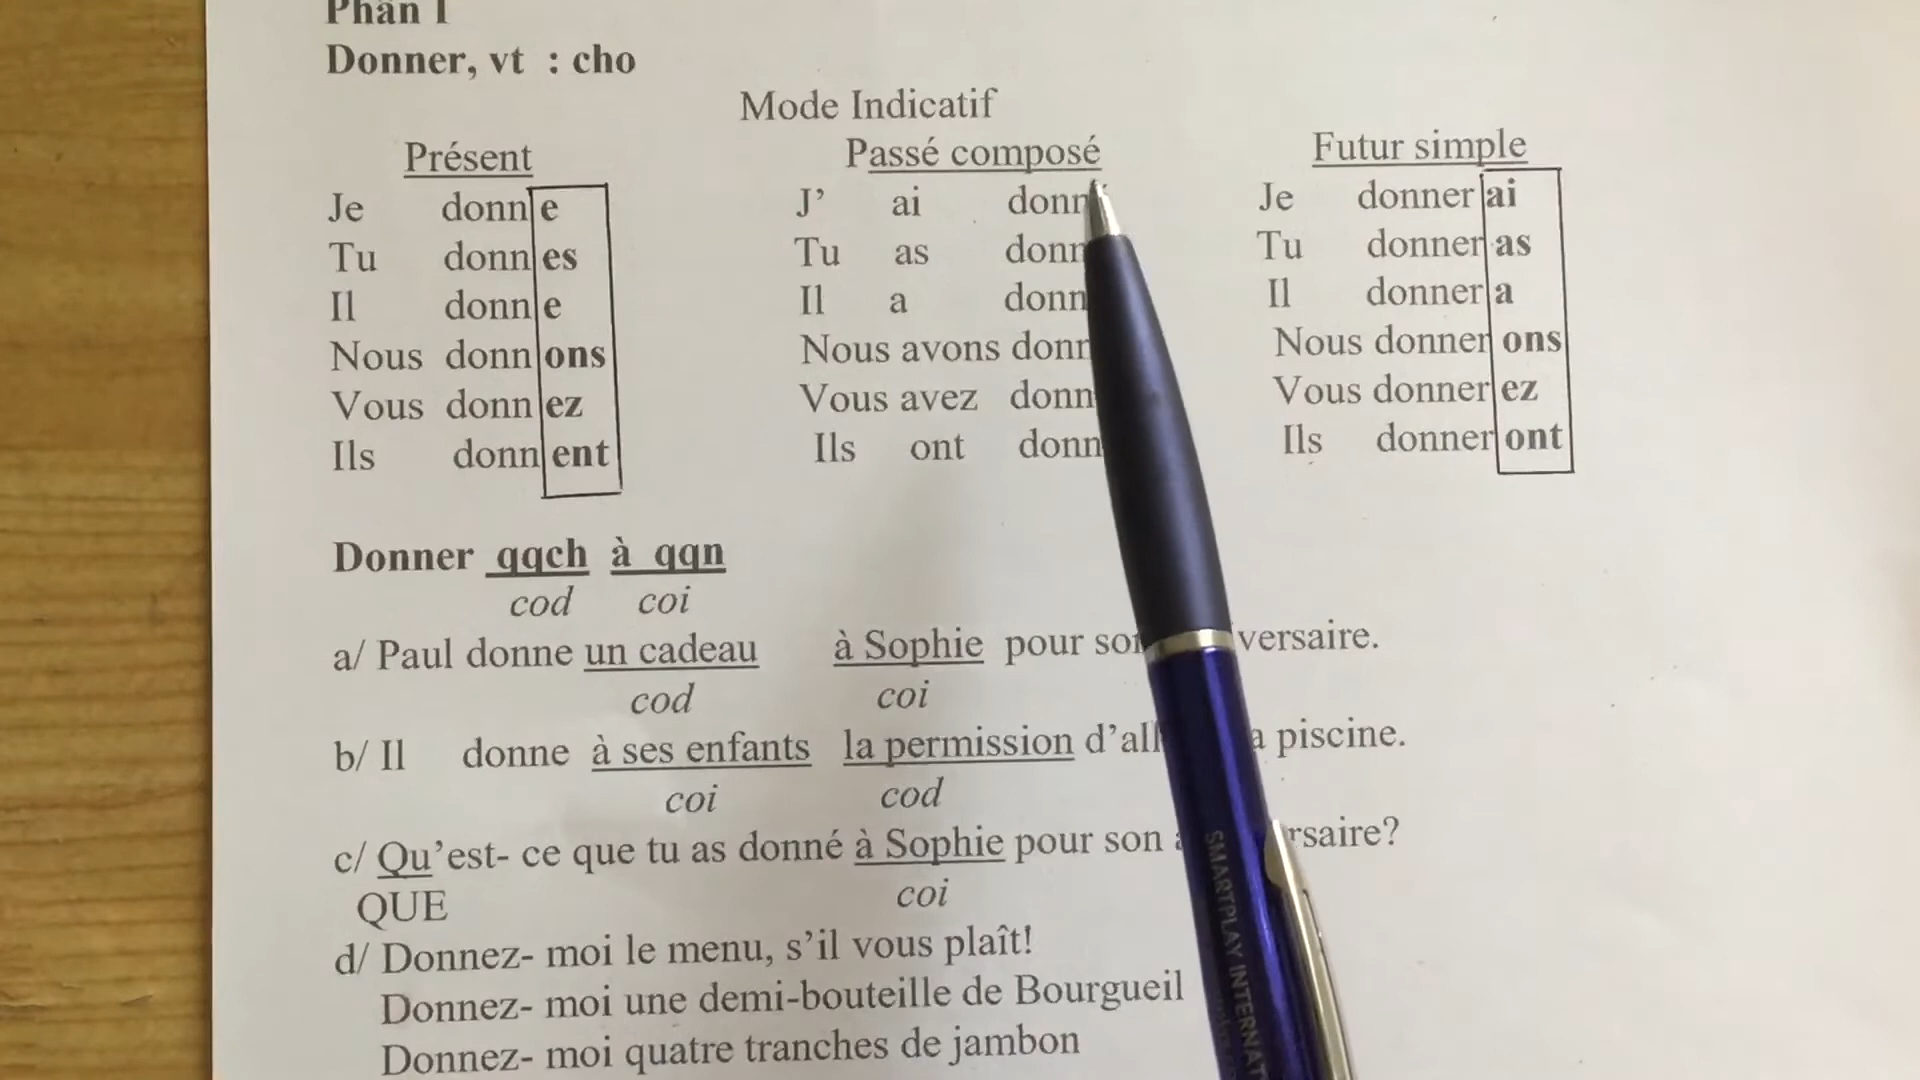 Phần I
Donner, vt : cho
Mode Indicatif
Présent Passé composé Futur simple
Je donn e J’ ai donn Je donner ai
Tu donn es Tu as donn Tu donner as
Il donn e Il a donn Il donner a
Nous donn ons Nous avons donn Nous donner ons
Vous donn ez Vous avez donn Vous donner ez
Ils donn ent Ils ont donn Ils donner ont
Donner qqch à qqn
cod coi
a/ Paul donne un cadeau à Sophie pour son versaire.
cod coi
b/ Il donne à ses enfants la permission d’all a piscine.
coi cod
c/ Qu’est- ce que tu as donné à Sophie pour son rsaire?
QUE coi
d/ Donnez- moi le menu, s’il vous plaît!
Donnez- moi une demi-bouteille de Bourgueil
Donnez- moi quatre tranches de jambon
SMARTPLAY INTERNAT